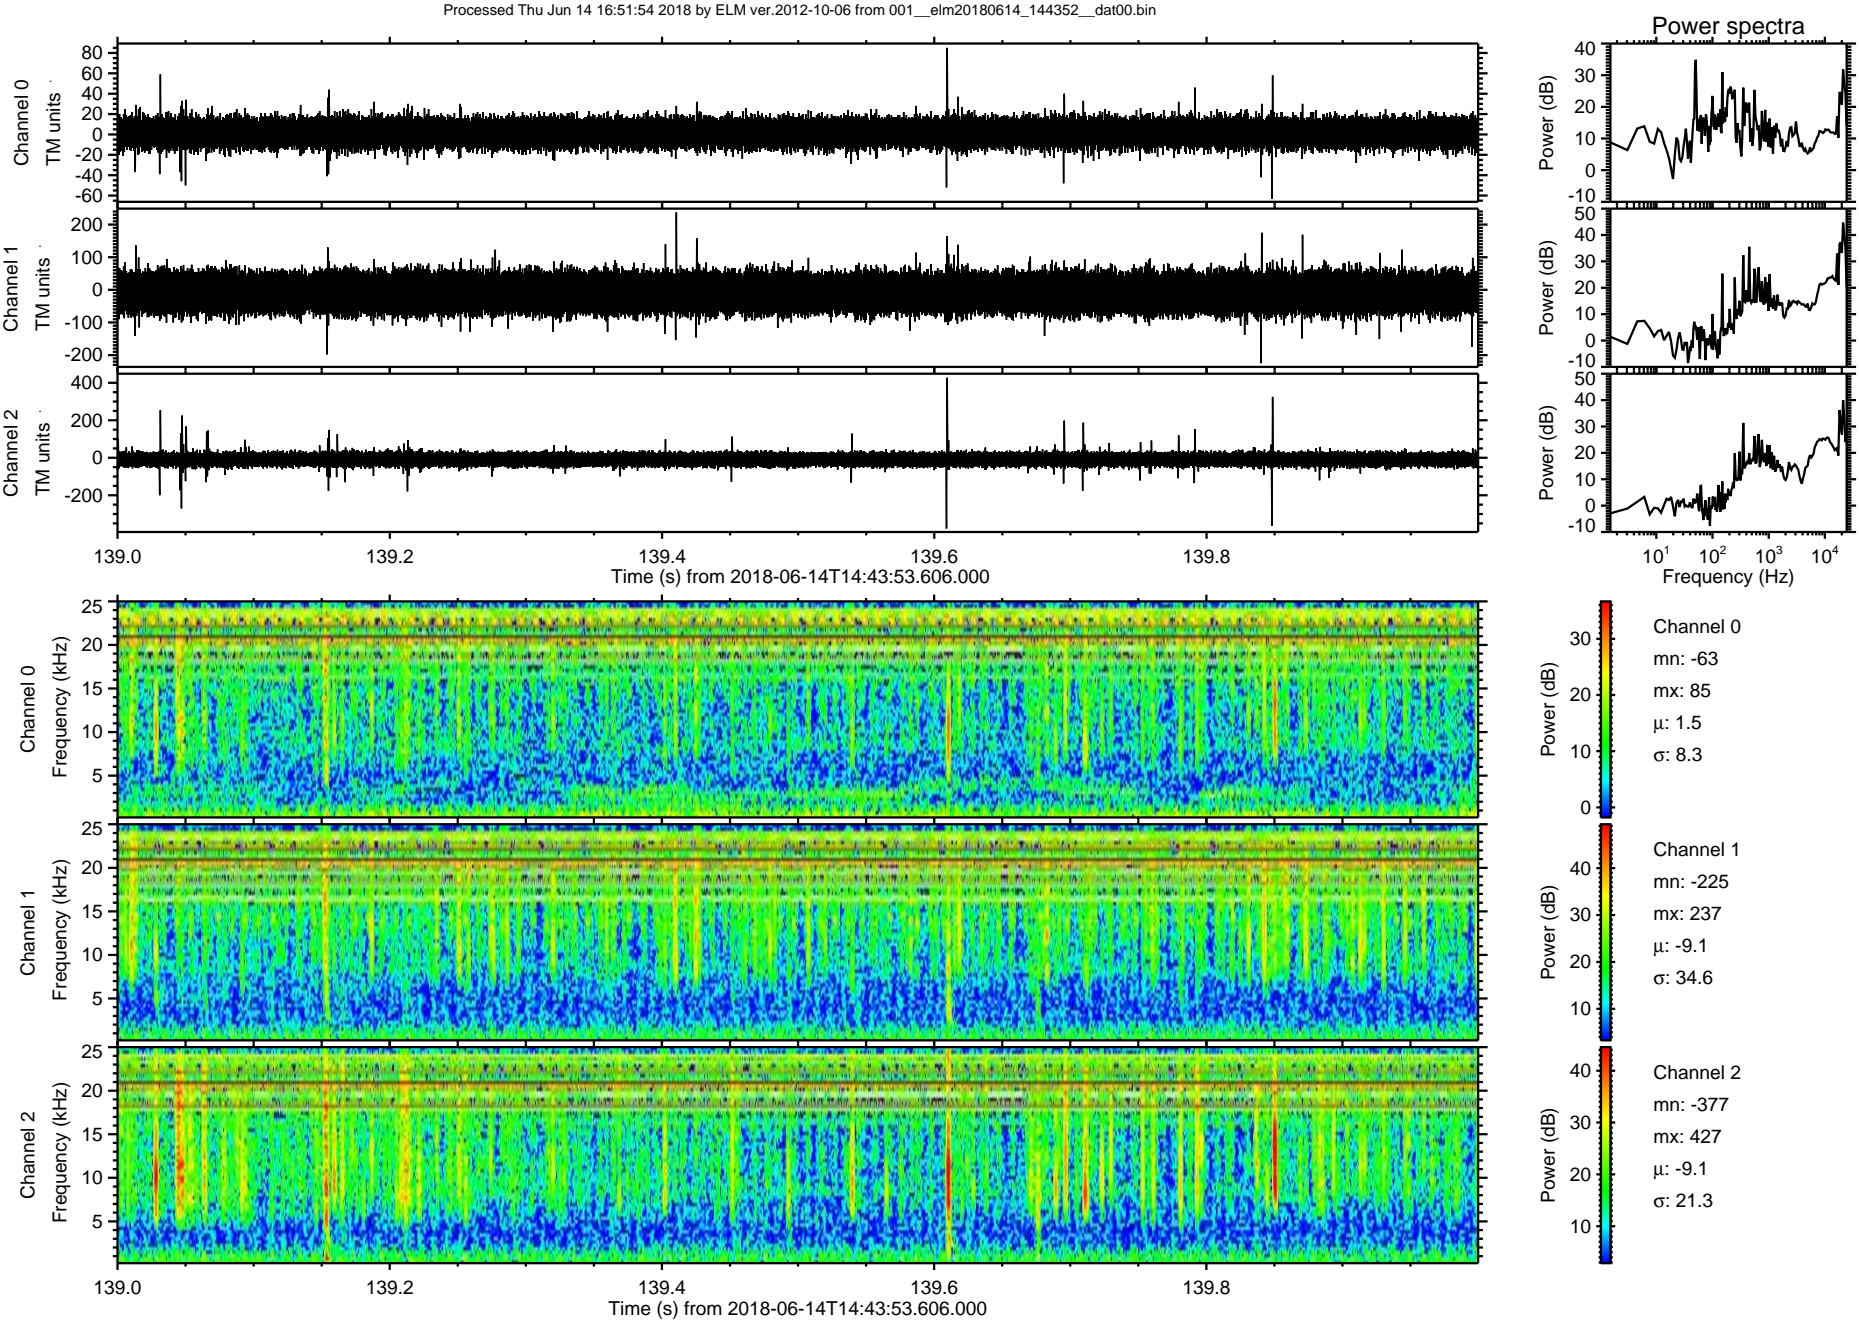 Processed Thu Jun 14 16:51:54 2018 by ELM ver.2012-10-06 from 001__elm20180614_144352__dat00.bin
Power spectra
Channel 0
TM units
80
60
40
20
0
-20
-40
-60
Power (dB)
40
30
20
10
0
-10
Channel 1
TM units
200
100
0
-100
-200
Power (dB)
50
40
30
20
10
0
-10
Channel 2
TM units
400
200
0
-200
Power (dB)
50
40
30
20
10
0
-10
139.0 139.2 139.4 139.6 139.8
Time (s) from 2018-06-14T14:43:53.606.000
10¹ 10² 10³ 10⁴
Frequency (Hz)
Channel 0
Frequency (kHz)
25
20
15
10
5
Power (dB)
30
20
10
0
Channel 0
mn: -63
mx: 85
µ: 1.5
σ: 8.3
Channel 1
Frequency (kHz)
25
20
15
10
5
Power (dB)
40
30
20
10
Channel 1
mn: -225
mx: 237
µ: -9.1
σ: 34.6
Channel 2
Frequency (kHz)
25
20
15
10
5
Power (dB)
40
30
20
10
Channel 2
mn: -377
mx: 427
µ: -9.1
σ: 21.3
139.0 139.2 139.4 139.6 139.8
Time (s) from 2018-06-14T14:43:53.606.000